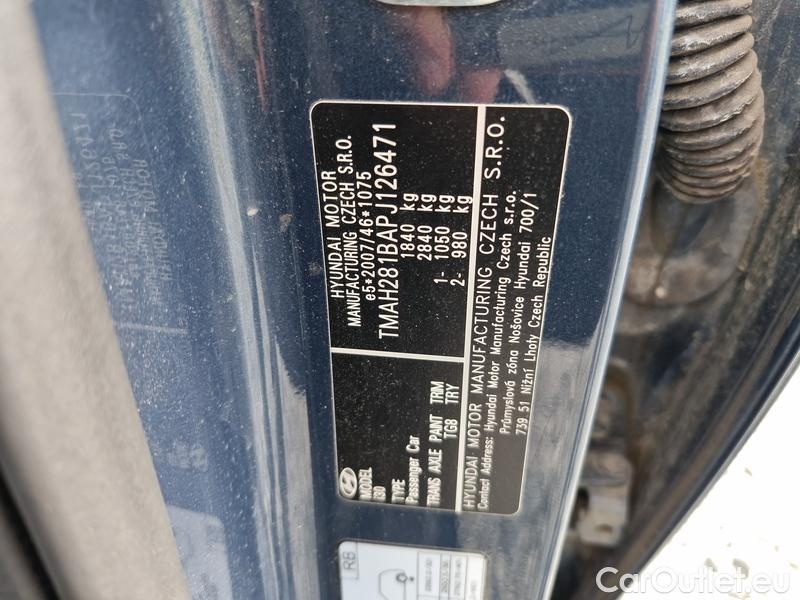 HYUNDAI MOTOR
MANUFACTURING CZECH S.R.O.
e5*2007/46*1075
TMAH281BAPJ126471
1840 kg
2840 kg
1- 1050 kg
2- 980 kg
MODEL
I30
TYPE
Passenger Car
TRANS AXLE PAINT TRIM
TGB TRY
HYUNDAI MOTOR MANUFACTURING CZECH S.R.O.
Contact Address: Hyundai Motor Manufacturing Czech s.r.o.
Průmyslová zóna Nošovice Hyundai 700/1
739 51 Nižní Lhoty Czech Republic
RB
CarOutlet.eu